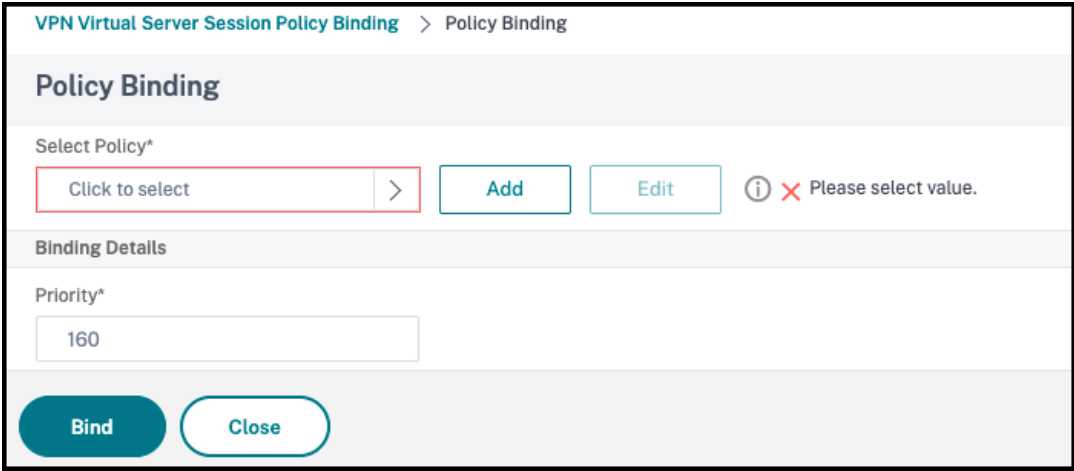 VPN Virtual Server Session Policy Binding > Policy Binding
Policy Binding
Select Policy*
Click to select > Add Edit i Please select value.
Binding Details
Priority*
160
Bind Close